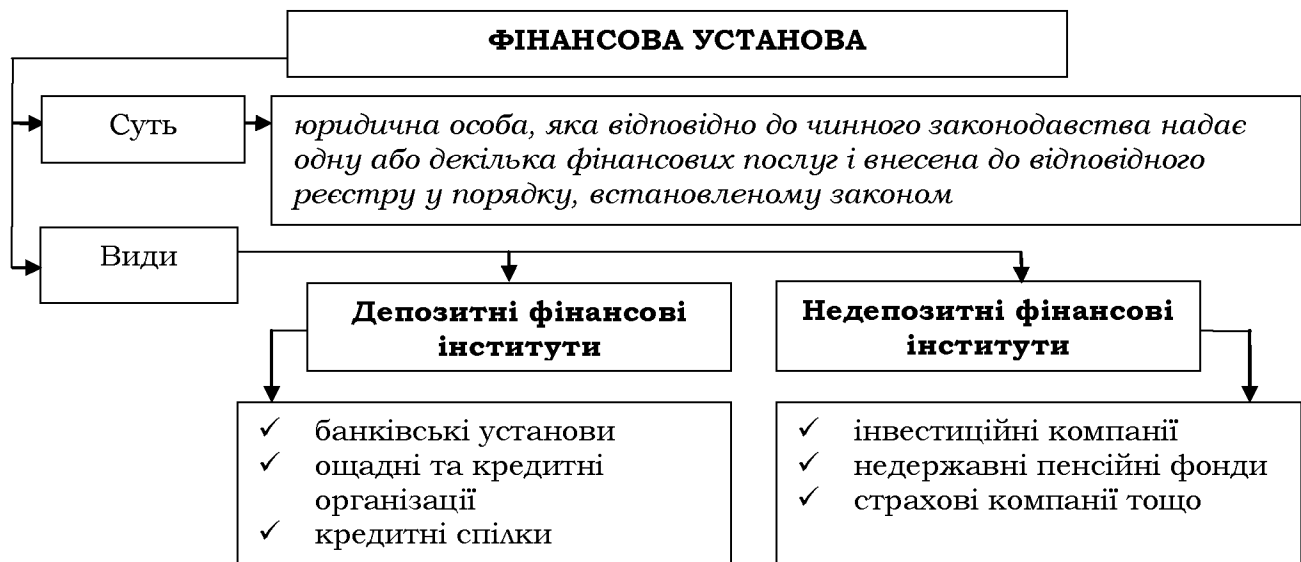 ФІНАНСОВА УСТАНОВА
Суть
юридична особа, яка відповідно до чинного законодавства надає
одну або декілька фінансових послуг і внесена до відповідного
реєстру у порядку, встановленому законом
Види
Депозитні фінансові
інститути
Недепозитні фінансові
інститути
✓ банківські установи
✓ ощадні та кредитні
організації
✓ кредитні спілки
✓ інвестиційні компанії
✓ недержавні пенсійні фонди
✓ страхові компанії тощо